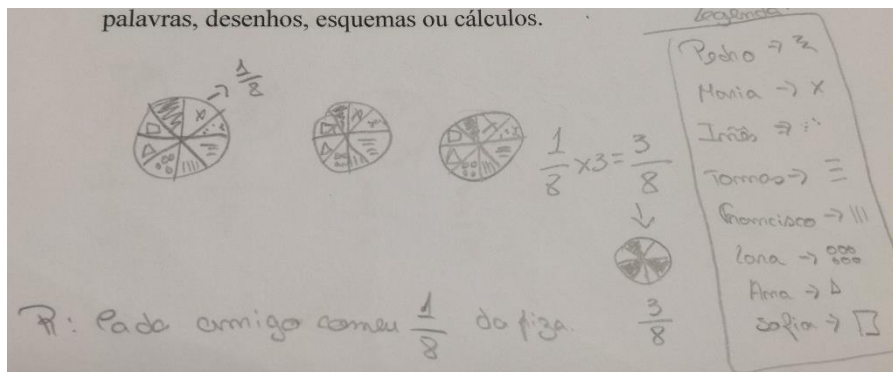 palavras, desenhos, esquemas ou cálculos.
Legenda:
Pedro →
Maria → x
Inês →
Tomas →
Francisco →
Lara →
Ana → Δ
Sofia →
→ 1/8
1/8 x3 = 3/8
3/8
R: Cada amigo comeu 1/8 da piza.